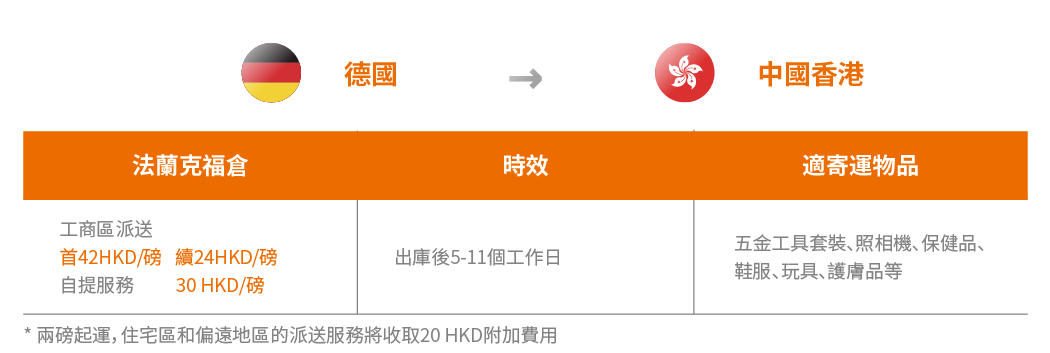 德國 → 中國香港
法蘭克福倉 時效 適寄運物品
工商區派送
首42HKD/磅 續24HKD/磅
自提服務 30 HKD/磅
出庫後5-11個工作日
五金工具套裝、照相機、保健品、
鞋服、玩具、護膚品等
* 兩磅起運，住宅區和偏遠地區的派送服務將收取20 HKD附加費用